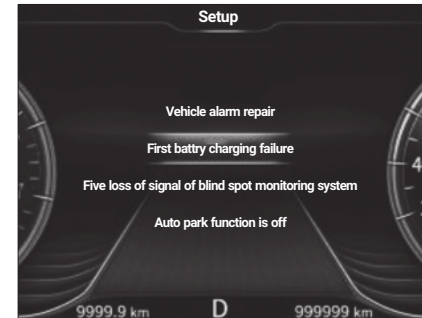 Setup
Vehicle alarm repair
First battry charging failure
Five loss of signal of blind spot monitoring system
Auto park function is off
4
9999.9 km D 999999 km